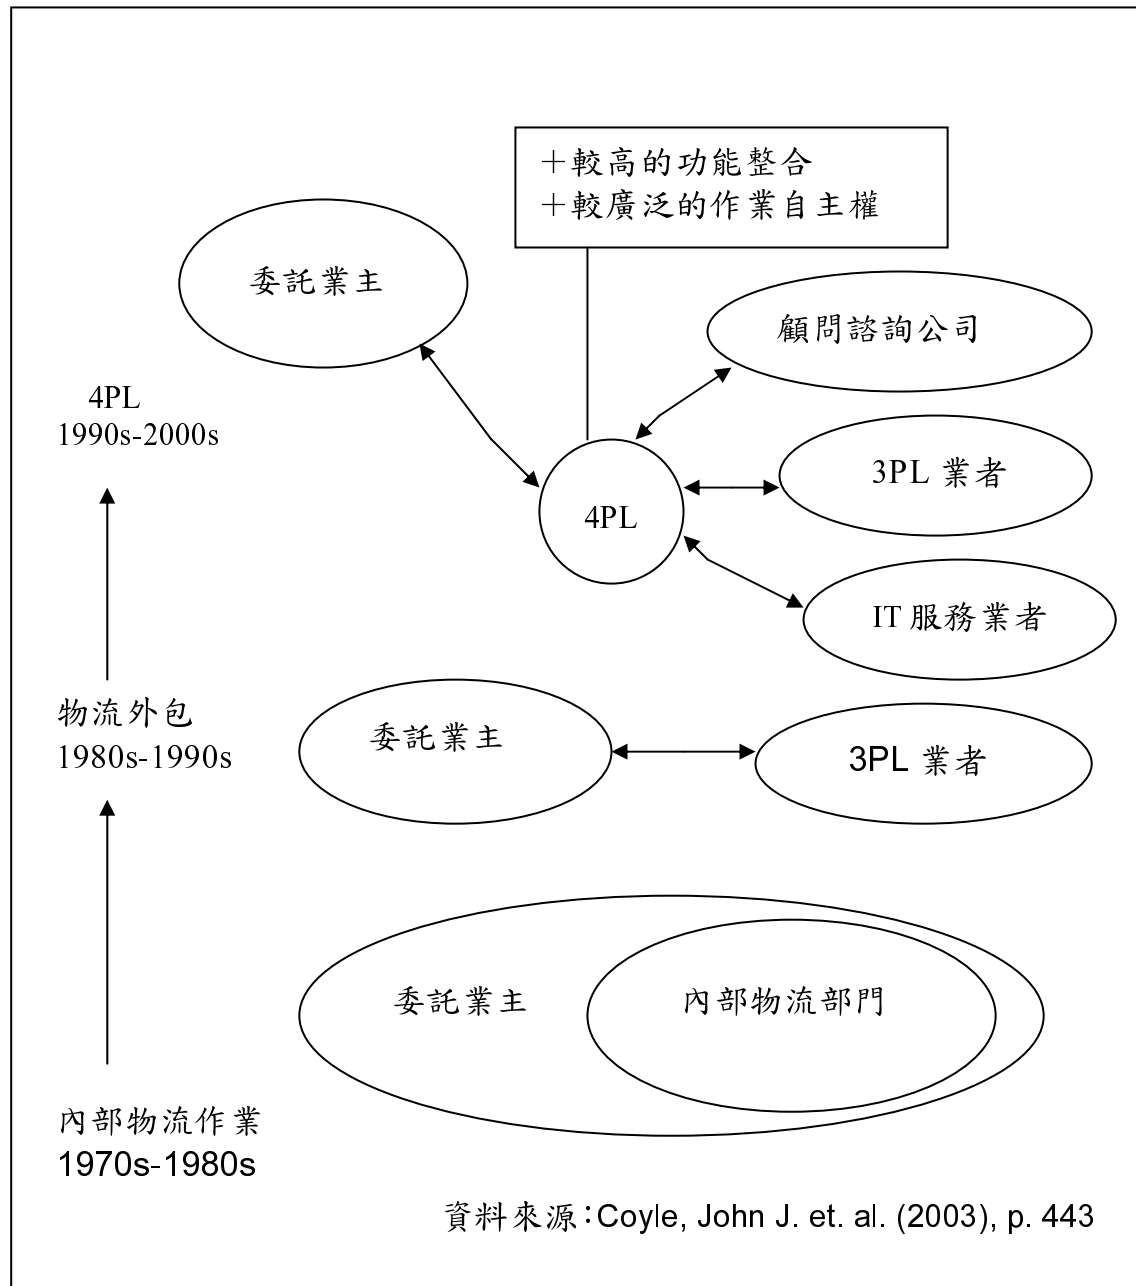 +較高的功能整合
+較廣泛的作業自主權
委託業主
顧問諮詢公司
4PL
1990s-2000s
3PL 業者
4PL
IT 服務業者
物流外包
1980s-1990s
委託業主
3PL 業者
委託業主
內部物流部門
內部物流作業
1970s-1980s
資料來源:Coyle, John J. et. al. (2003), p. 443